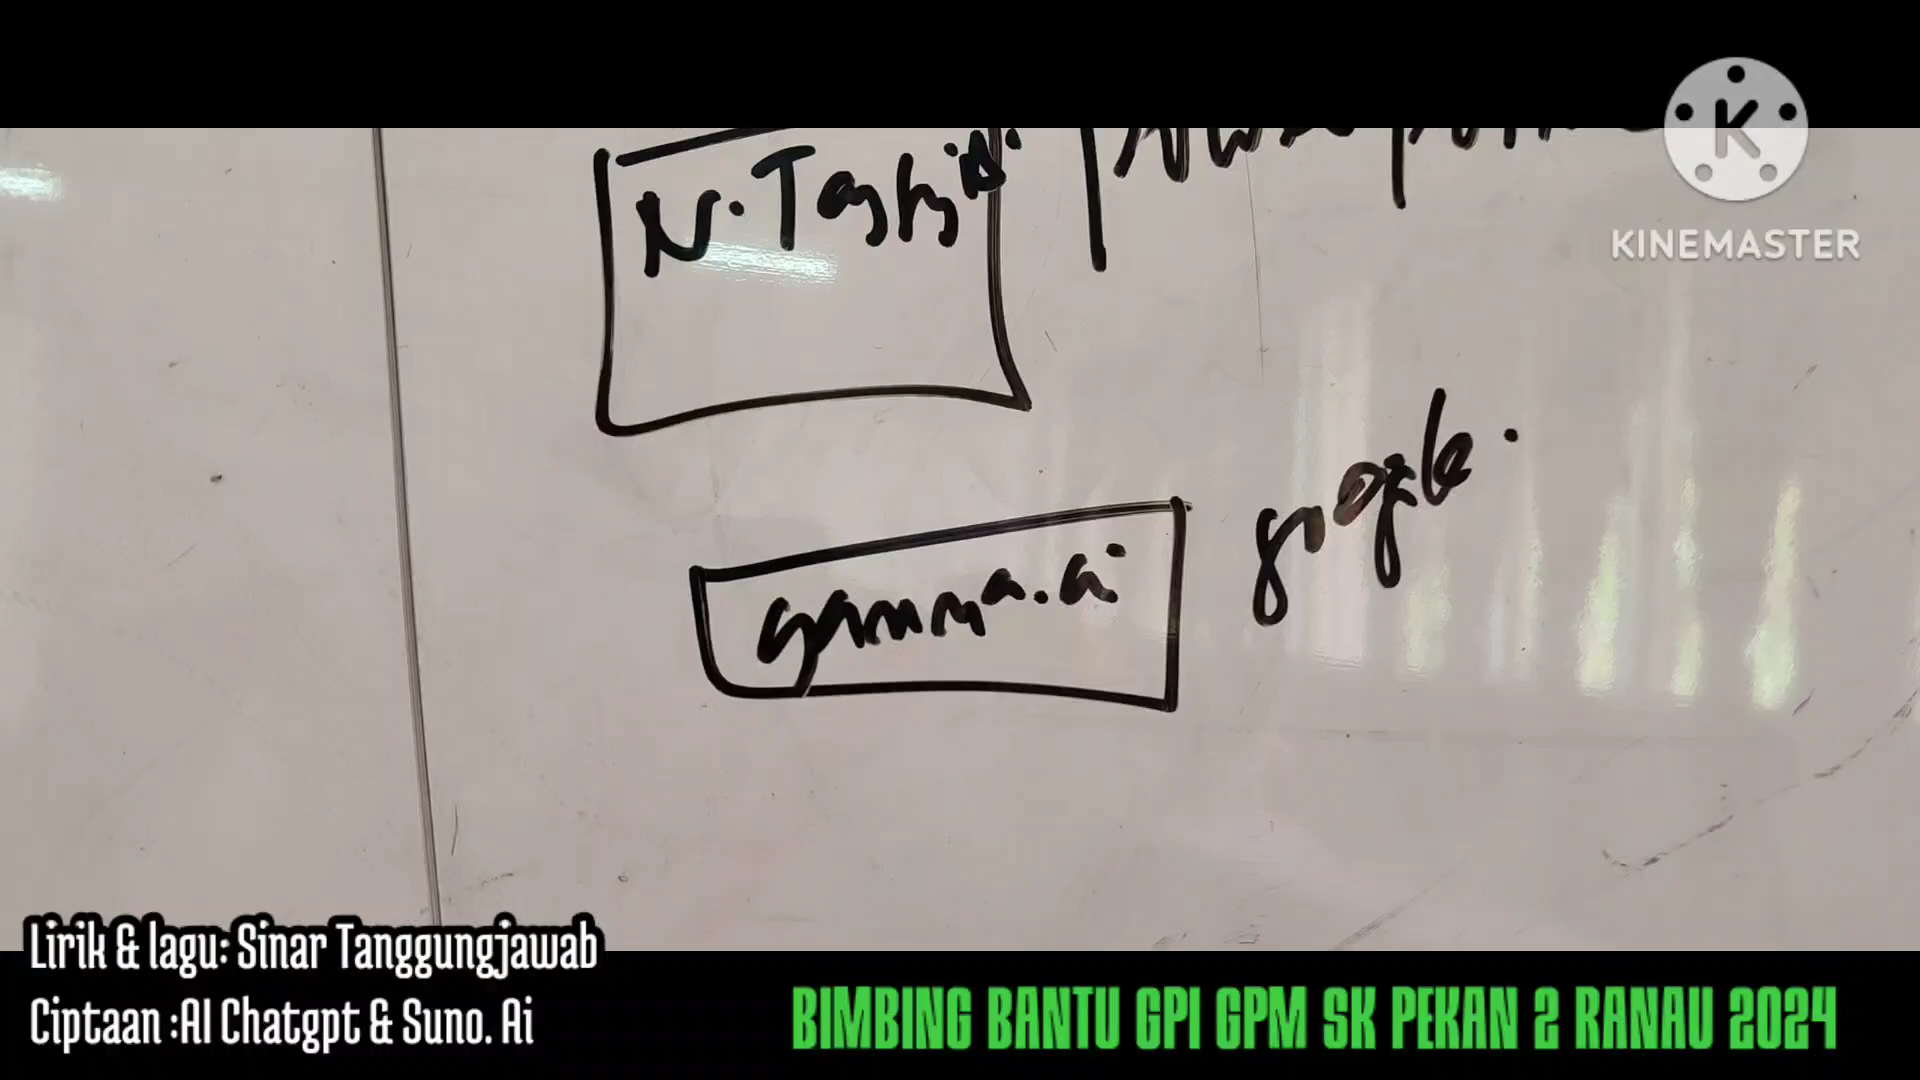 KINEMASTER
google.
gamma.ai
Lirik & lagu: Sinar Tanggungjawab
Ciptaan :AI Chatgpt & Suno. Ai
BIMBING BANTU GPI GPM SK PEKAN 2 RANAU 2024